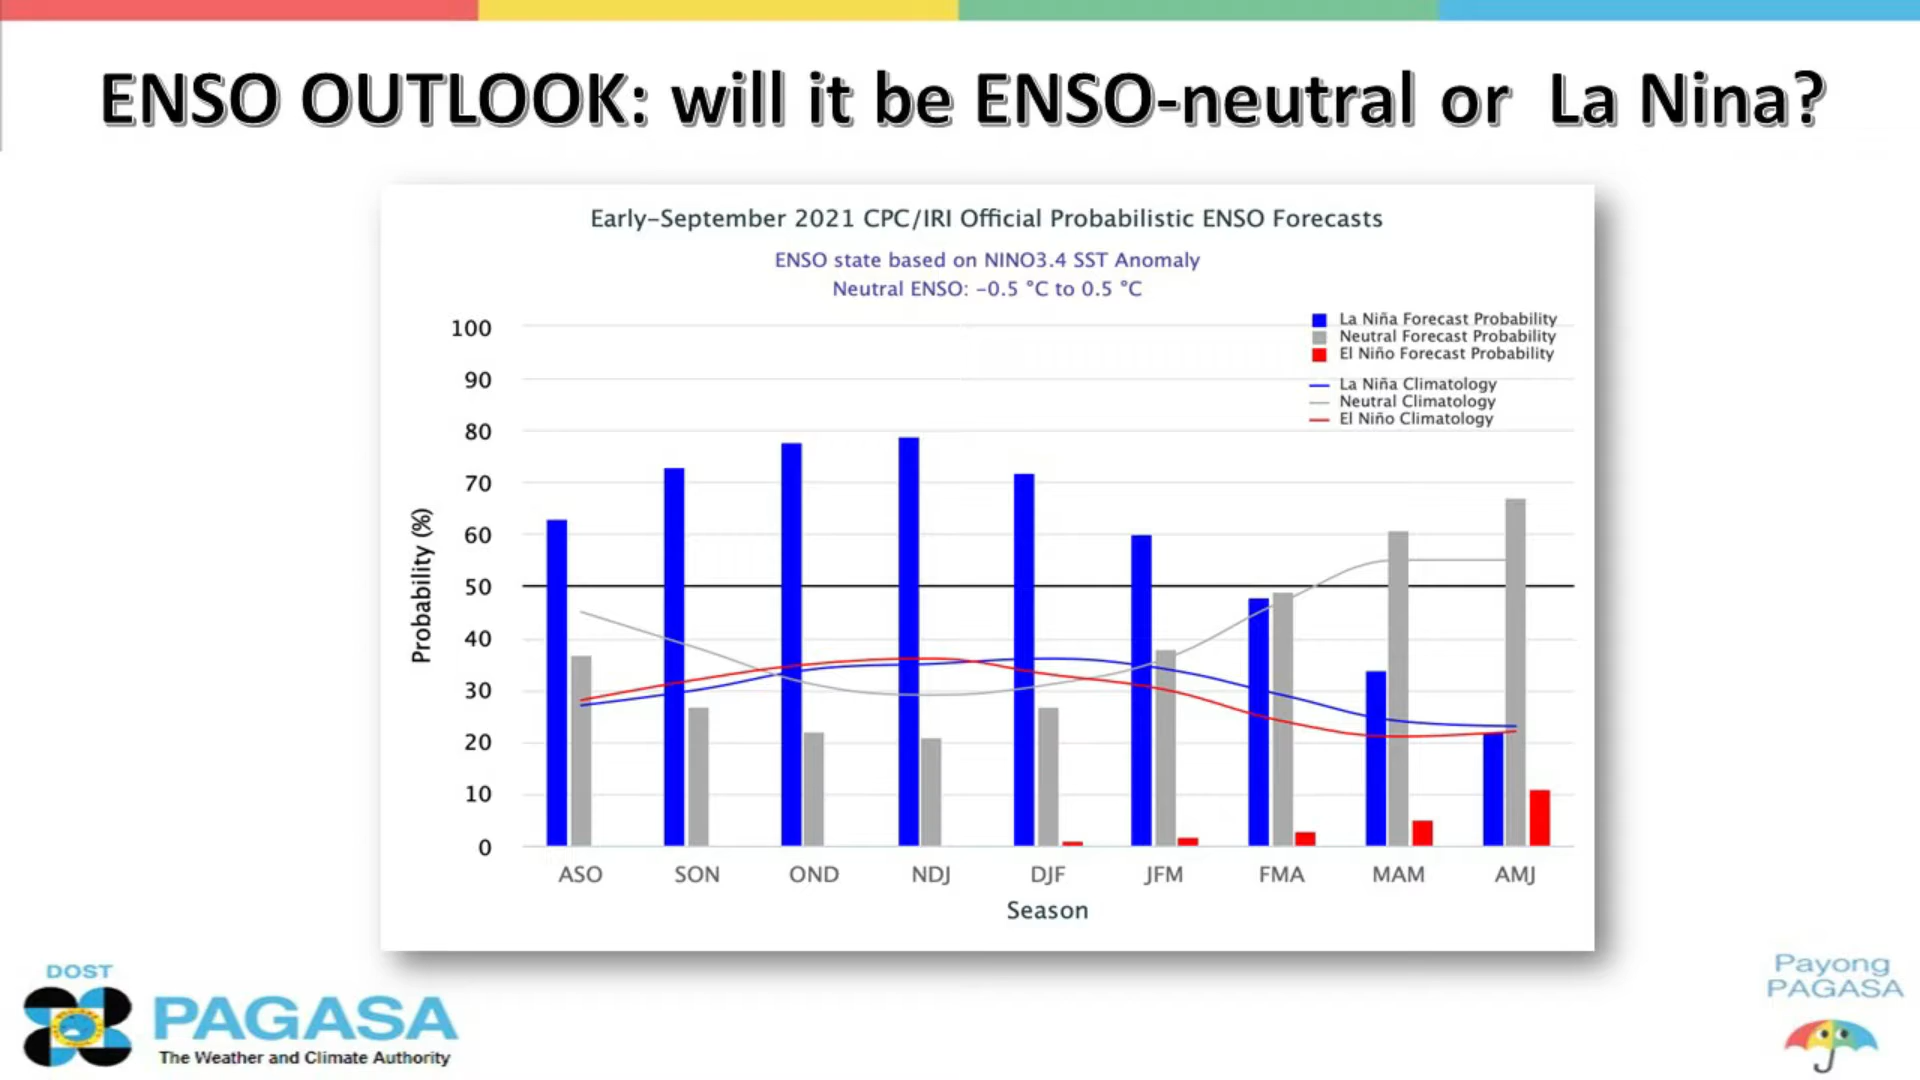 ENSO OUTLOOK: will it be ENSO-neutral or La Nina?
Early-September 2021 CPC/IRI Official Probabilistic ENSO Forecasts
ENSO state based on NINO3.4 SST Anomaly
Neutral ENSO: -0.5 °C to 0.5 °C
La Niña Forecast Probability
Neutral Forecast Probability
El Niño Forecast Probability
La Niña Climatology
Neutral Climatology
El Niño Climatology
Probability (%)
100
90
80
70
60
50
40
30
20
10
0
ASO SON OND NDJ DJF JFM FMA MAM AMJ
Season
DOST
PAGASA
The Weather and Climate Authority
Payong
PAGASA